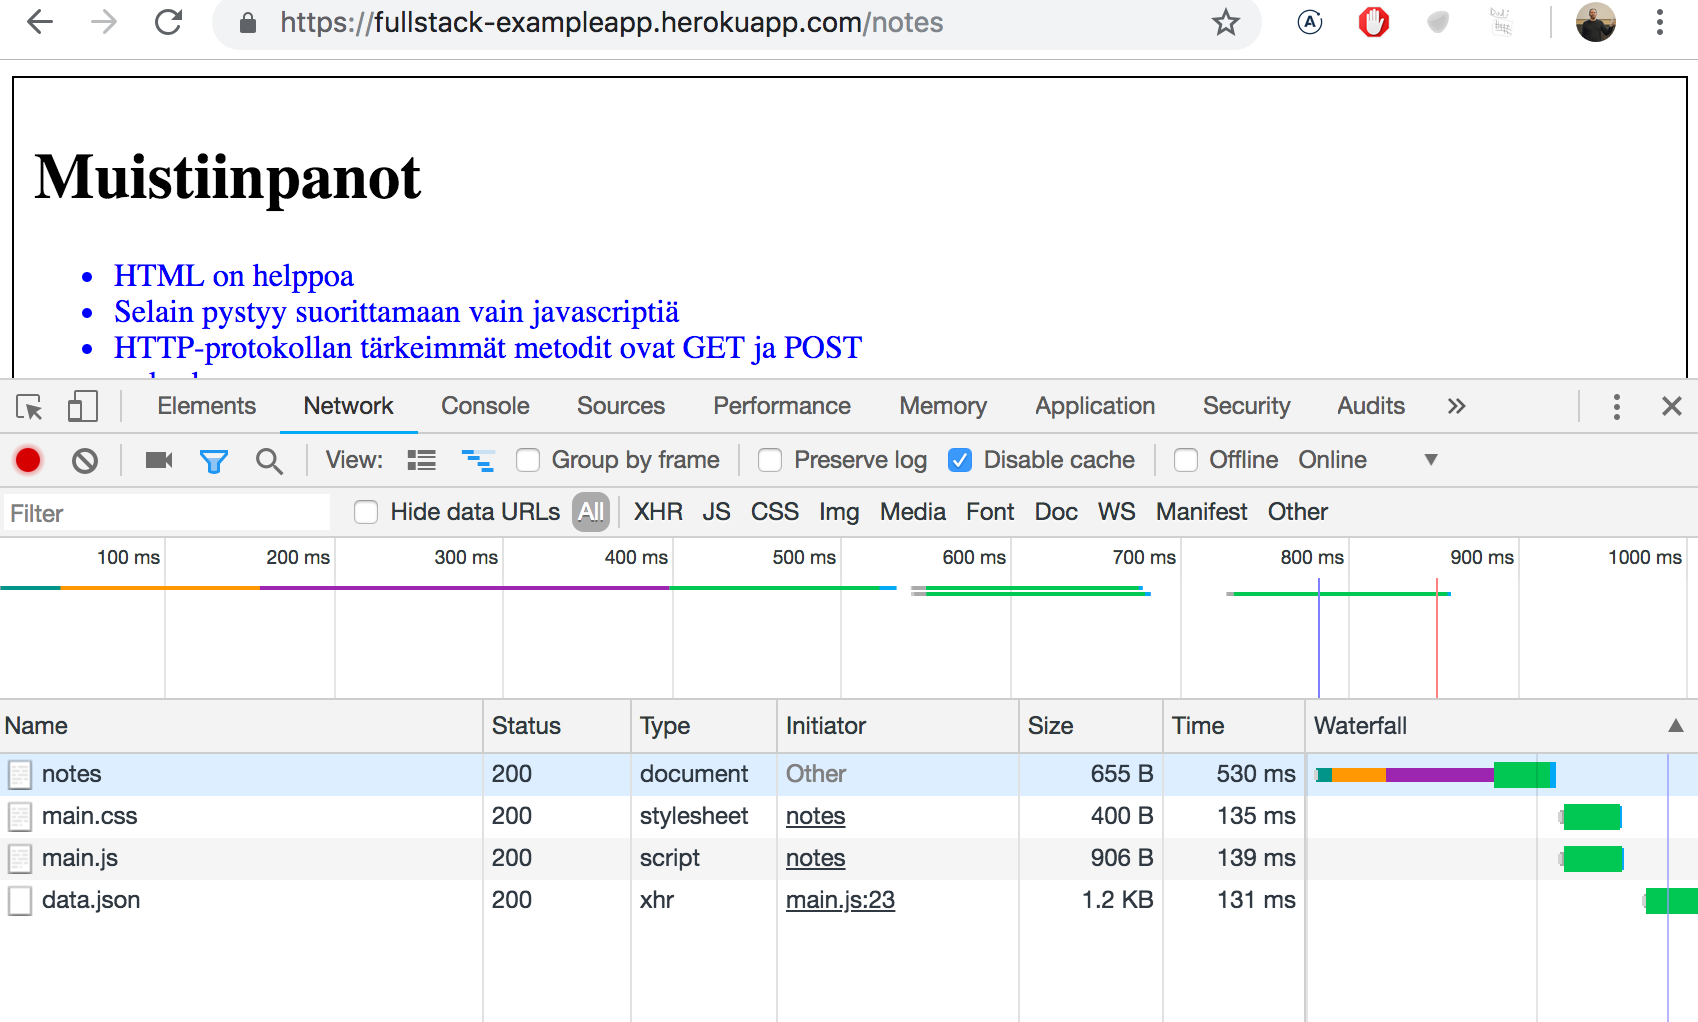 https://fullstack-exampleapp.herokuapp.com/notes
Muistiinpanot
HTML on helppoa
Selain pystyy suorittamaan vain javascriptiä
HTTP-protokollan tärkeimmät metodit ovat GET ja POST
Elements Network Console Sources Performance Memory Application Security Audits »
View: Group by frame Preserve log Disable cache Offline Online
Filter Hide data URLs All XHR JS CSS Img Media Font Doc WS Manifest Other
100 ms 200 ms 300 ms 400 ms 500 ms 600 ms 700 ms 800 ms 900 ms 1000 ms
Name Status Type Initiator Size Time Waterfall
notes 200 document Other 655 B 530 ms
main.css 200 stylesheet notes 400 B 135 ms
main.js 200 script notes 906 B 139 ms
data.json 200 xhr main.js:23 1.2 KB 131 ms